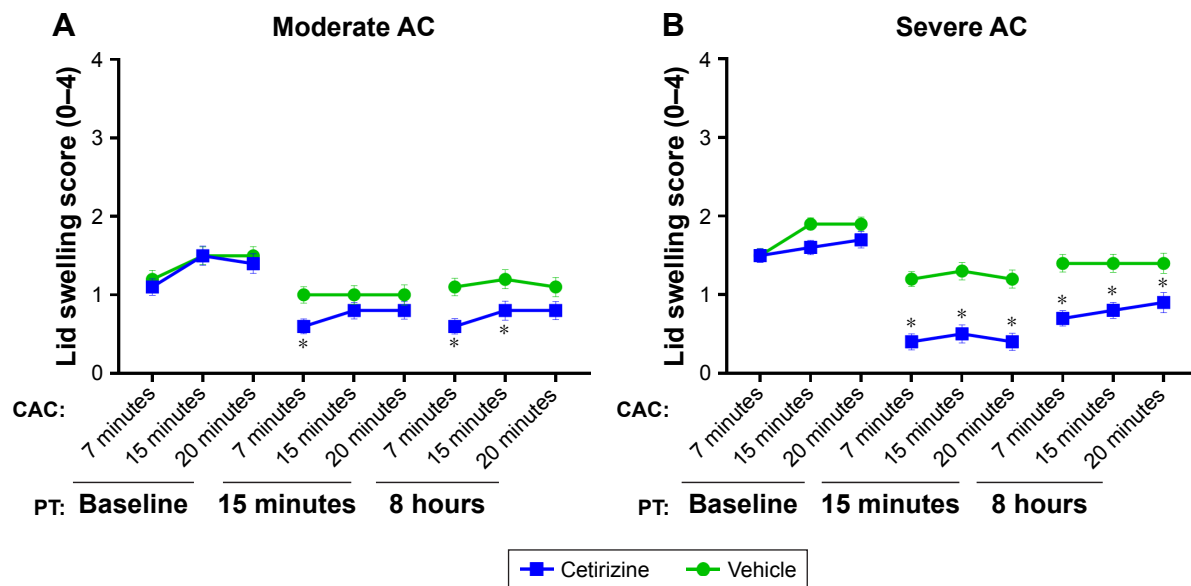 A
Moderate AC
Lid swelling score (0–4)
4
3
2
1
0
CAC:
7 minutes
15 minutes
20 minutes
7 minutes
15 minutes
20 minutes
7 minutes
15 minutes
20 minutes
*
*
*
PT:
Baseline
15 minutes
8 hours
B
Severe AC
Lid swelling score (0–4)
4
3
2
1
0
*
*
*
*
*
*
CAC:
7 minutes
15 minutes
20 minutes
7 minutes
15 minutes
20 minutes
7 minutes
15 minutes
20 minutes
PT:
Baseline
15 minutes
8 hours
Cetirizine
Vehicle